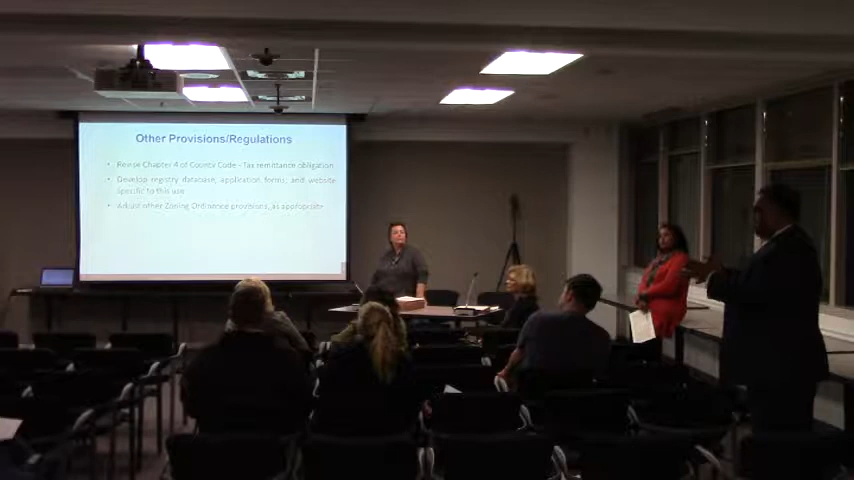 Other Provisions/Regulations
• Revise Chapter 4 of County Code - Tax remittance obligation
• Develop registry database, application forms, and website
specific to this use
• Adjust other Zoning Ordinance provisions, as appropriate